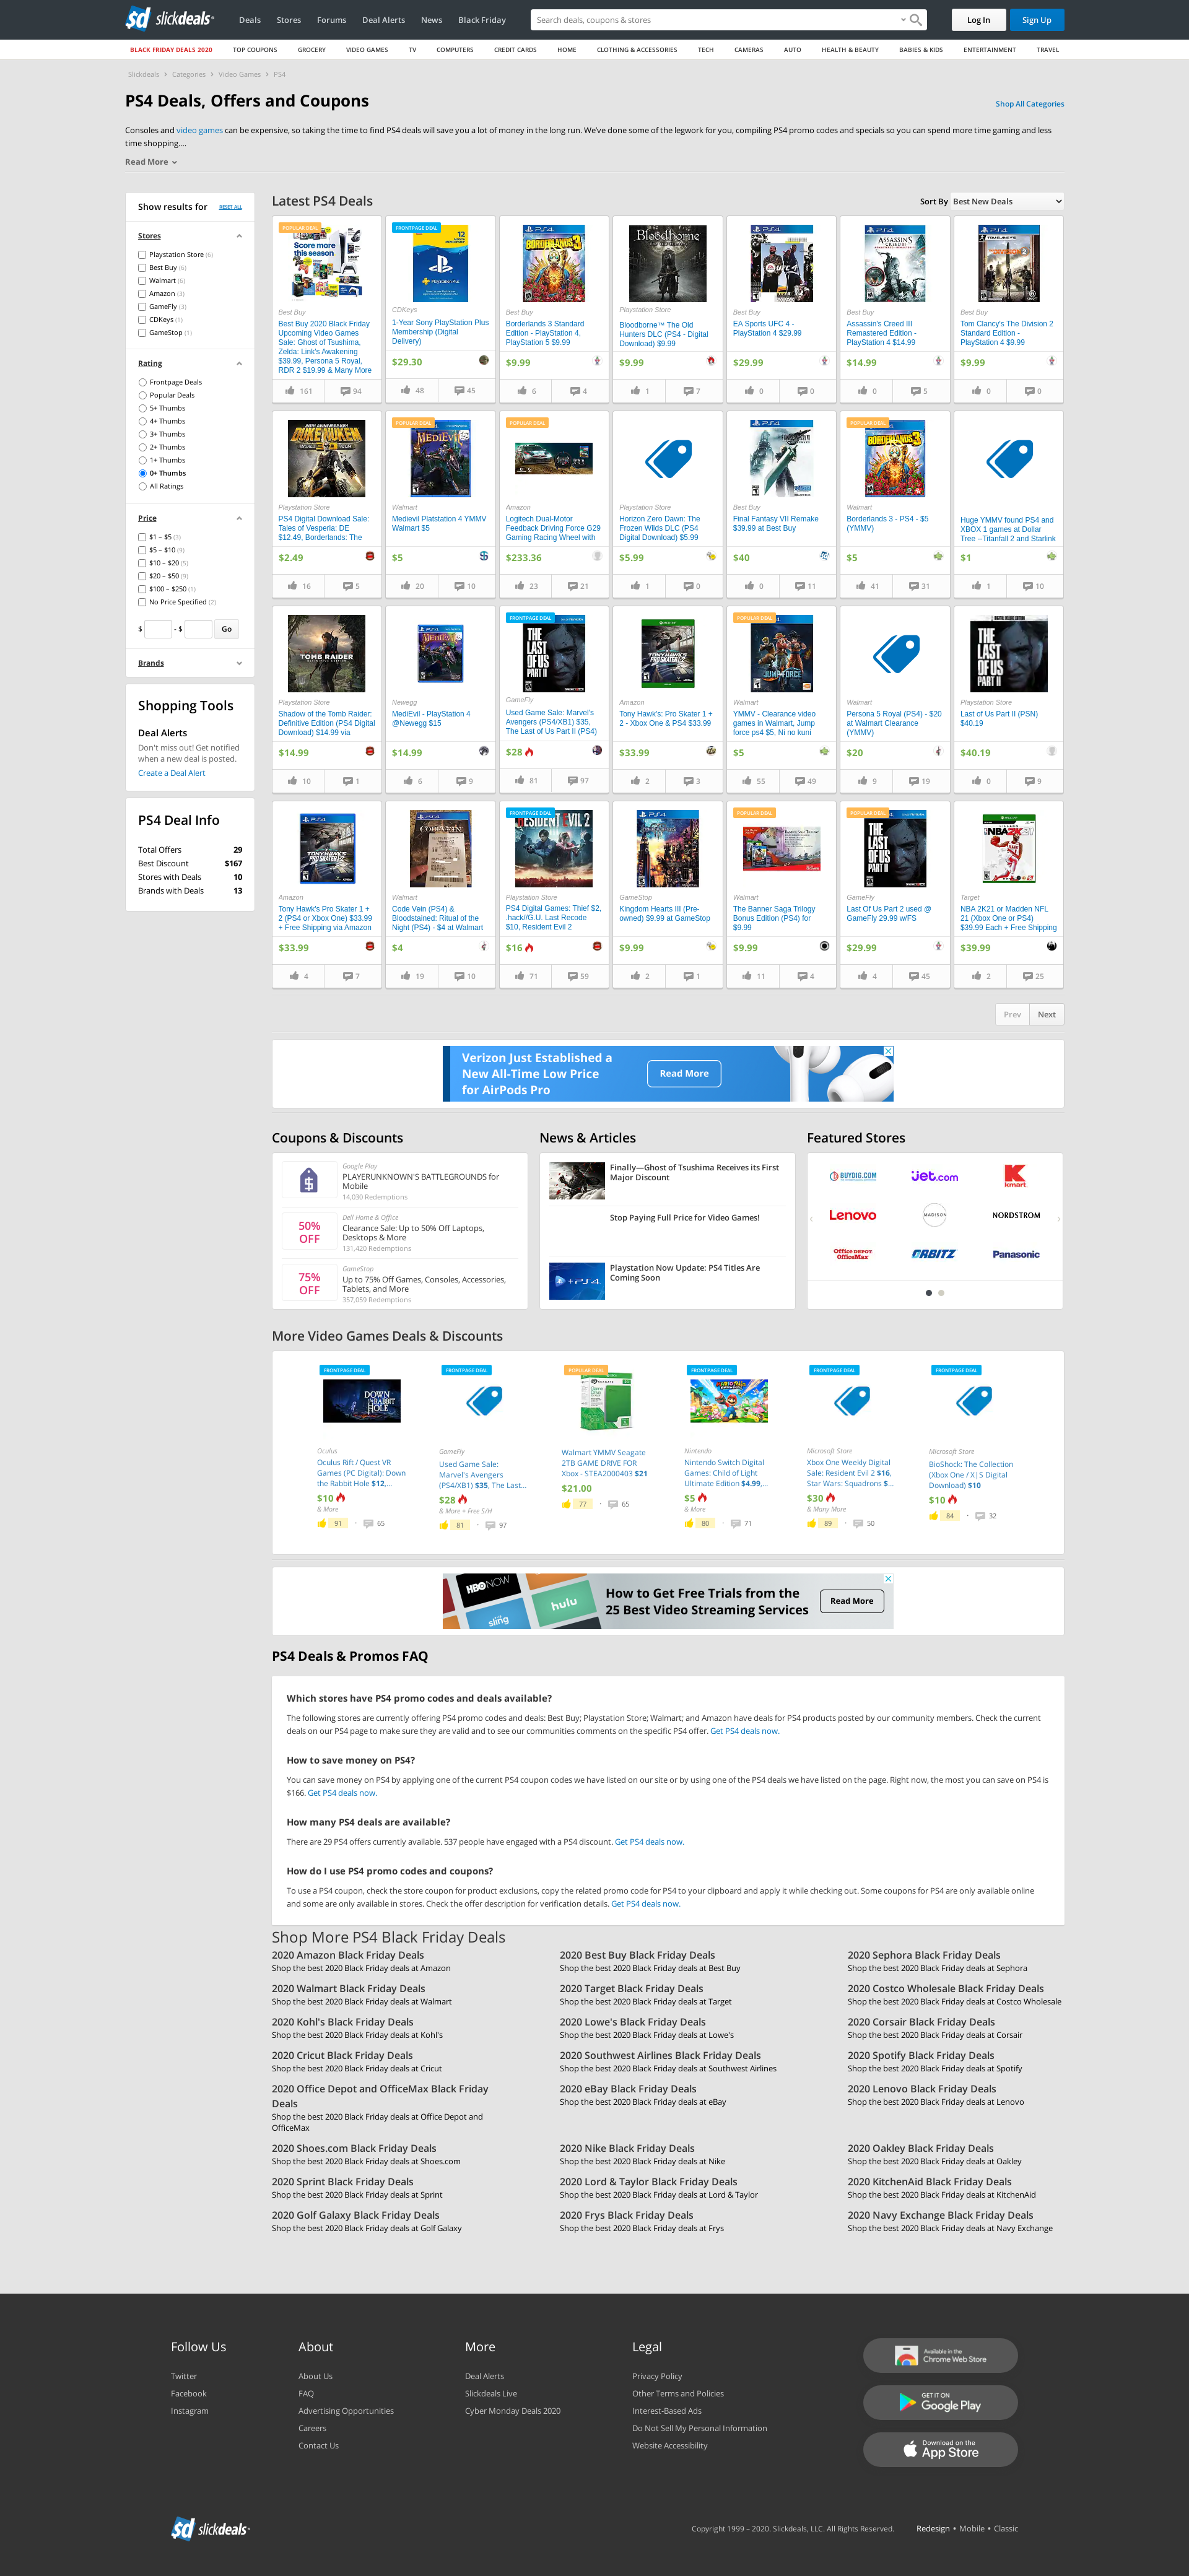 sd slickdeals
Deals Stores Forums Deal Alerts News Black Friday
Search deals, coupons & stores
Log In
Sign Up
BLACK FRIDAY DEALS 2020 TOP COUPONS GROCERY VIDEO GAMES TV COMPUTERS CREDIT CARDS HOME CLOTHING & ACCESSORIES TECH CAMERAS AUTO HEALTH & BEAUTY BABIES & KIDS ENTERTAINMENT TRAVEL
Slickdeals > Categories > Video Games > PS4
PS4 Deals, Offers and Coupons
Shop All Categories
Consoles and video games can be expensive, so taking the time to find PS4 deals will save you a lot of money in the long run. We've done some of the legwork for you, compiling PS4 promo codes and specials so you can spend more time gaming and less
time shopping....
Read More
Show results for RESET ALL
Stores
Playstation Store (6)
Best Buy (6)
Walmart (6)
Amazon (3)
GameFly (3)
CDKeys (1)
GameStop (1)
Rating
Frontpage Deals
Popular Deals
5+ Thumbs
4+ Thumbs
3+ Thumbs
2+ Thumbs
1+ Thumbs
0+ Thumbs
All Ratings
Price
$1 – $5 (3)
$5 – $10 (9)
$10 – $20 (5)
$20 – $50 (9)
$100 – $250 (1)
No Price Specified (2)
$ - $ Go
Brands
Shopping Tools
Deal Alerts
Don't miss out! Get notified
when a new deal is posted.
Create a Deal Alert
PS4 Deal Info
Total Offers 29
Best Discount $167
Stores with Deals 10
Brands with Deals 13
Latest PS4 Deals
Sort By Best New Deals
POPULAR DEAL
Score more
this season
Best Buy
Best Buy 2020 Black Friday
Upcoming Video Games
Sale: Ghost of Tsushima,
Zelda: Link's Awakening
$39.99, Persona 5 Royal,
RDR 2 $19.99 & Many More
161 94
FRONTPAGE DEAL
12
CDKeys
1-Year Sony PlayStation Plus
Membership (Digital
Delivery)
$29.30
48 45
PS4
BORDERLANDS 3
Best Buy
Borderlands 3 Standard
Edition - PlayStation 4,
PlayStation 5 $9.99
$9.99
6 4
Bloodborne
Playstation Store
Bloodborne™ The Old
Hunters DLC (PS4 - Digital
Download) $9.99
$9.99
1 7
PS4
UFC 4
Best Buy
EA Sports UFC 4 -
PlayStation 4 $29.99
$29.99
0 0
PS4
ASSASSIN'S CREED III
Best Buy
Assassin's Creed III
Remastered Edition -
PlayStation 4 $14.99
$14.99
0 5
PS4
Best Buy
Tom Clancy's The Division 2
Standard Edition -
PlayStation 4 $9.99
$9.99
0 0
DUKE NUKEM
Playstation Store
PS4 Digital Download Sale:
Tales of Vesperia: DE
$12.49, Borderlands: The
$2.49
16 5
POPULAR DEAL
MEDIEVIL
Walmart
Medievil Platstation 4 YMMV
Walmart $5
$5
20 10
POPULAR DEAL
Amazon
Logitech Dual-Motor
Feedback Driving Force G29
Gaming Racing Wheel with
$233.36
23 21
Playstation Store
Horizon Zero Dawn: The
Frozen Wilds DLC (PS4
Digital Download) $5.99
$5.99
1 0
PS4
Best Buy
Final Fantasy VII Remake
$39.99 at Best Buy
$40
0 11
POPULAR DEAL
BORDERLANDS 3
Walmart
Borderlands 3 - PS4 - $5
(YMMV)
$5
41 31
Huge YMMV found PS4 and
XBOX 1 games at Dollar
Tree --Titanfall 2 and Starlink
$1
1 10
TOMB RAIDER
Playstation Store
Shadow of the Tomb Raider:
Definitive Edition (PS4 Digital
Download) $14.99 via
$14.99
10 1
MEDIEVIL
Newegg
MediEvil - PlayStation 4
@Newegg $15
$14.99
6 9
FRONTPAGE DEAL
THE LAST OF US PART II
GameFly
Used Game Sale: Marvel's
Avengers (PS4/XB1) $35,
The Last of Us Part II (PS4)
$28
81 97
Amazon
Tony Hawk's: Pro Skater 1 +
2 - Xbox One & PS4 $33.99
$33.99
2 3
POPULAR DEAL
JUMP FORCE
Walmart
YMMV - Clearance video
games in Walmart, Jump
force ps4 $5, Ni no kuni
$5
55 49
Walmart
Persona 5 Royal (PS4) - $20
at Walmart Clearance
(YMMV)
$20
9 19
THE LAST OF US PART II
Playstation Store
Last of Us Part II (PSN)
$40.19
$40.19
0 9
Amazon
Tony Hawk's Pro Skater 1 +
2 (PS4 or Xbox One) $33.99
+ Free Shipping via Amazon
$33.99
4 7
PS4
CODE VEIN
Walmart
Code Vein (PS4) &
Bloodstained: Ritual of the
Night (PS4) - $4 at Walmart
$4
19 10
FRONTPAGE DEAL
RESIDENT EVIL 2
Playstation Store
PS4 Digital Games: Thief $2,
.hack//G.U. Last Recode
$10, Resident Evil 2
$16
71 59
PS4
GameStop
Kingdom Hearts III (Pre-
owned) $9.99 at GameStop
$9.99
2 1
POPULAR DEAL
Walmart
The Banner Saga Trilogy
Bonus Edition (PS4) for
$9.99
$9.99
11 4
POPULAR DEAL
THE LAST OF US PART II
GameFly
Last Of Us Part 2 used @
GameFly 29.99 w/FS
$29.99
4 45
NBA2K21
Target
NBA 2K21 or Madden NFL
21 (Xbox One or PS4)
$39.99 Each + Free Shipping
$39.99
2 25
Prev Next
Verizon Just Established a
New All-Time Low Price
for AirPods Pro
Read More
Coupons & Discounts
Google Play
PLAYERUNKNOWN'S BATTLEGROUNDS for
Mobile
14,030 Redemptions
50%
OFF
Dell Home & Office
Clearance Sale: Up to 50% Off Laptops,
Desktops & More
131,420 Redemptions
75%
OFF
GameStop
Up to 75% Off Games, Consoles, Accessories,
Tablets, and More
357,059 Redemptions
News & Articles
Finally—Ghost of Tsushima Receives its First
Major Discount
Stop Paying Full Price for Video Games!
+ PS4
Playstation Now Update: PS4 Titles Are
Coming Soon
Featured Stores
BUYDIG.COM jet.com kmart
Lenovo MADISON NORDSTROM
Office DEPOT OfficeMax ORBITZ Panasonic
More Video Games Deals & Discounts
FRONTPAGE DEAL
DOWN THE RABBIT HOLE
Oculus
Oculus Rift / Quest VR
Games (PC Digital): Down
the Rabbit Hole $12,...
$10
& More
91 • 65
FRONTPAGE DEAL
GameFly
Used Game Sale:
Marvel's Avengers
(PS4/XB1) $35, The Last...
$28
& More + Free S/H
81 • 97
POPULAR DEAL
Walmart YMMV Seagate
2TB GAME DRIVE FOR
Xbox - STEA2000403 $21
$21.00
77 • 65
FRONTPAGE DEAL
Nintendo
Nintendo Switch Digital
Games: Child of Light
Ultimate Edition $4.99,...
$5
& More
80 • 71
FRONTPAGE DEAL
Microsoft Store
Xbox One Weekly Digital
Sale: Resident Evil 2 $16,
Star Wars: Squadrons $...
$30
& Many More
89 • 50
FRONTPAGE DEAL
Microsoft Store
BioShock: The Collection
(Xbox One / X|S Digital
Download) $10
$10
84 • 32
HBO NOW
sling
hulu
How to Get Free Trials from the
25 Best Video Streaming Services
Read More
PS4 Deals & Promos FAQ
Which stores have PS4 promo codes and deals available?
The following stores are currently offering PS4 promo codes and deals: Best Buy; Playstation Store; Walmart; and Amazon have deals for PS4 products posted by our community members. Check the current
deals on our PS4 page to make sure they are valid and to see our communities comments on the specific PS4 offer. Get PS4 deals now.
How to save money on PS4?
You can save money on PS4 by applying one of the current PS4 coupon codes we have listed on our site or by using one of the PS4 deals we have listed on the page. Right now, the most you can save on PS4 is
$166. Get PS4 deals now.
How many PS4 deals are available?
There are 29 PS4 offers currently available. 537 people have engaged with a PS4 discount. Get PS4 deals now.
How do I use PS4 promo codes and coupons?
To use a PS4 coupon, check the store coupon for product exclusions, copy the related promo code for PS4 to your clipboard and apply it while checking out. Some coupons for PS4 are only available online
and some are only available in stores. Check the offer description for verification details. Get PS4 deals now.
Shop More PS4 Black Friday Deals
2020 Amazon Black Friday Deals
Shop the best 2020 Black Friday deals at Amazon
2020 Best Buy Black Friday Deals
Shop the best 2020 Black Friday deals at Best Buy
2020 Sephora Black Friday Deals
Shop the best 2020 Black Friday deals at Sephora
2020 Walmart Black Friday Deals
Shop the best 2020 Black Friday deals at Walmart
2020 Target Black Friday Deals
Shop the best 2020 Black Friday deals at Target
2020 Costco Wholesale Black Friday Deals
Shop the best 2020 Black Friday deals at Costco Wholesale
2020 Kohl's Black Friday Deals
Shop the best 2020 Black Friday deals at Kohl's
2020 Lowe's Black Friday Deals
Shop the best 2020 Black Friday deals at Lowe's
2020 Corsair Black Friday Deals
Shop the best 2020 Black Friday deals at Corsair
2020 Cricut Black Friday Deals
Shop the best 2020 Black Friday deals at Cricut
2020 Southwest Airlines Black Friday Deals
Shop the best 2020 Black Friday deals at Southwest Airlines
2020 Spotify Black Friday Deals
Shop the best 2020 Black Friday deals at Spotify
2020 Office Depot and OfficeMax Black Friday
Deals
Shop the best 2020 Black Friday deals at Office Depot and
OfficeMax
2020 eBay Black Friday Deals
Shop the best 2020 Black Friday deals at eBay
2020 Lenovo Black Friday Deals
Shop the best 2020 Black Friday deals at Lenovo
2020 Shoes.com Black Friday Deals
Shop the best 2020 Black Friday deals at Shoes.com
2020 Nike Black Friday Deals
Shop the best 2020 Black Friday deals at Nike
2020 Oakley Black Friday Deals
Shop the best 2020 Black Friday deals at Oakley
2020 Sprint Black Friday Deals
Shop the best 2020 Black Friday deals at Sprint
2020 Lord & Taylor Black Friday Deals
Shop the best 2020 Black Friday deals at Lord & Taylor
2020 KitchenAid Black Friday Deals
Shop the best 2020 Black Friday deals at KitchenAid
2020 Golf Galaxy Black Friday Deals
Shop the best 2020 Black Friday deals at Golf Galaxy
2020 Frys Black Friday Deals
Shop the best 2020 Black Friday deals at Frys
2020 Navy Exchange Black Friday Deals
Shop the best 2020 Black Friday deals at Navy Exchange
Follow Us
Twitter
Facebook
Instagram
About
About Us
FAQ
Advertising Opportunities
Careers
Contact Us
More
Deal Alerts
Slickdeals Live
Cyber Monday Deals 2020
Legal
Privacy Policy
Other Terms and Policies
Interest-Based Ads
Do Not Sell My Personal Information
Website Accessibility
Available in the
Chrome Web Store
GET IT ON
Google Play
Download on the
App Store
sd slickdeals
Copyright 1999 – 2020. Slickdeals, LLC. All Rights Reserved.
Redesign • Mobile • Classic